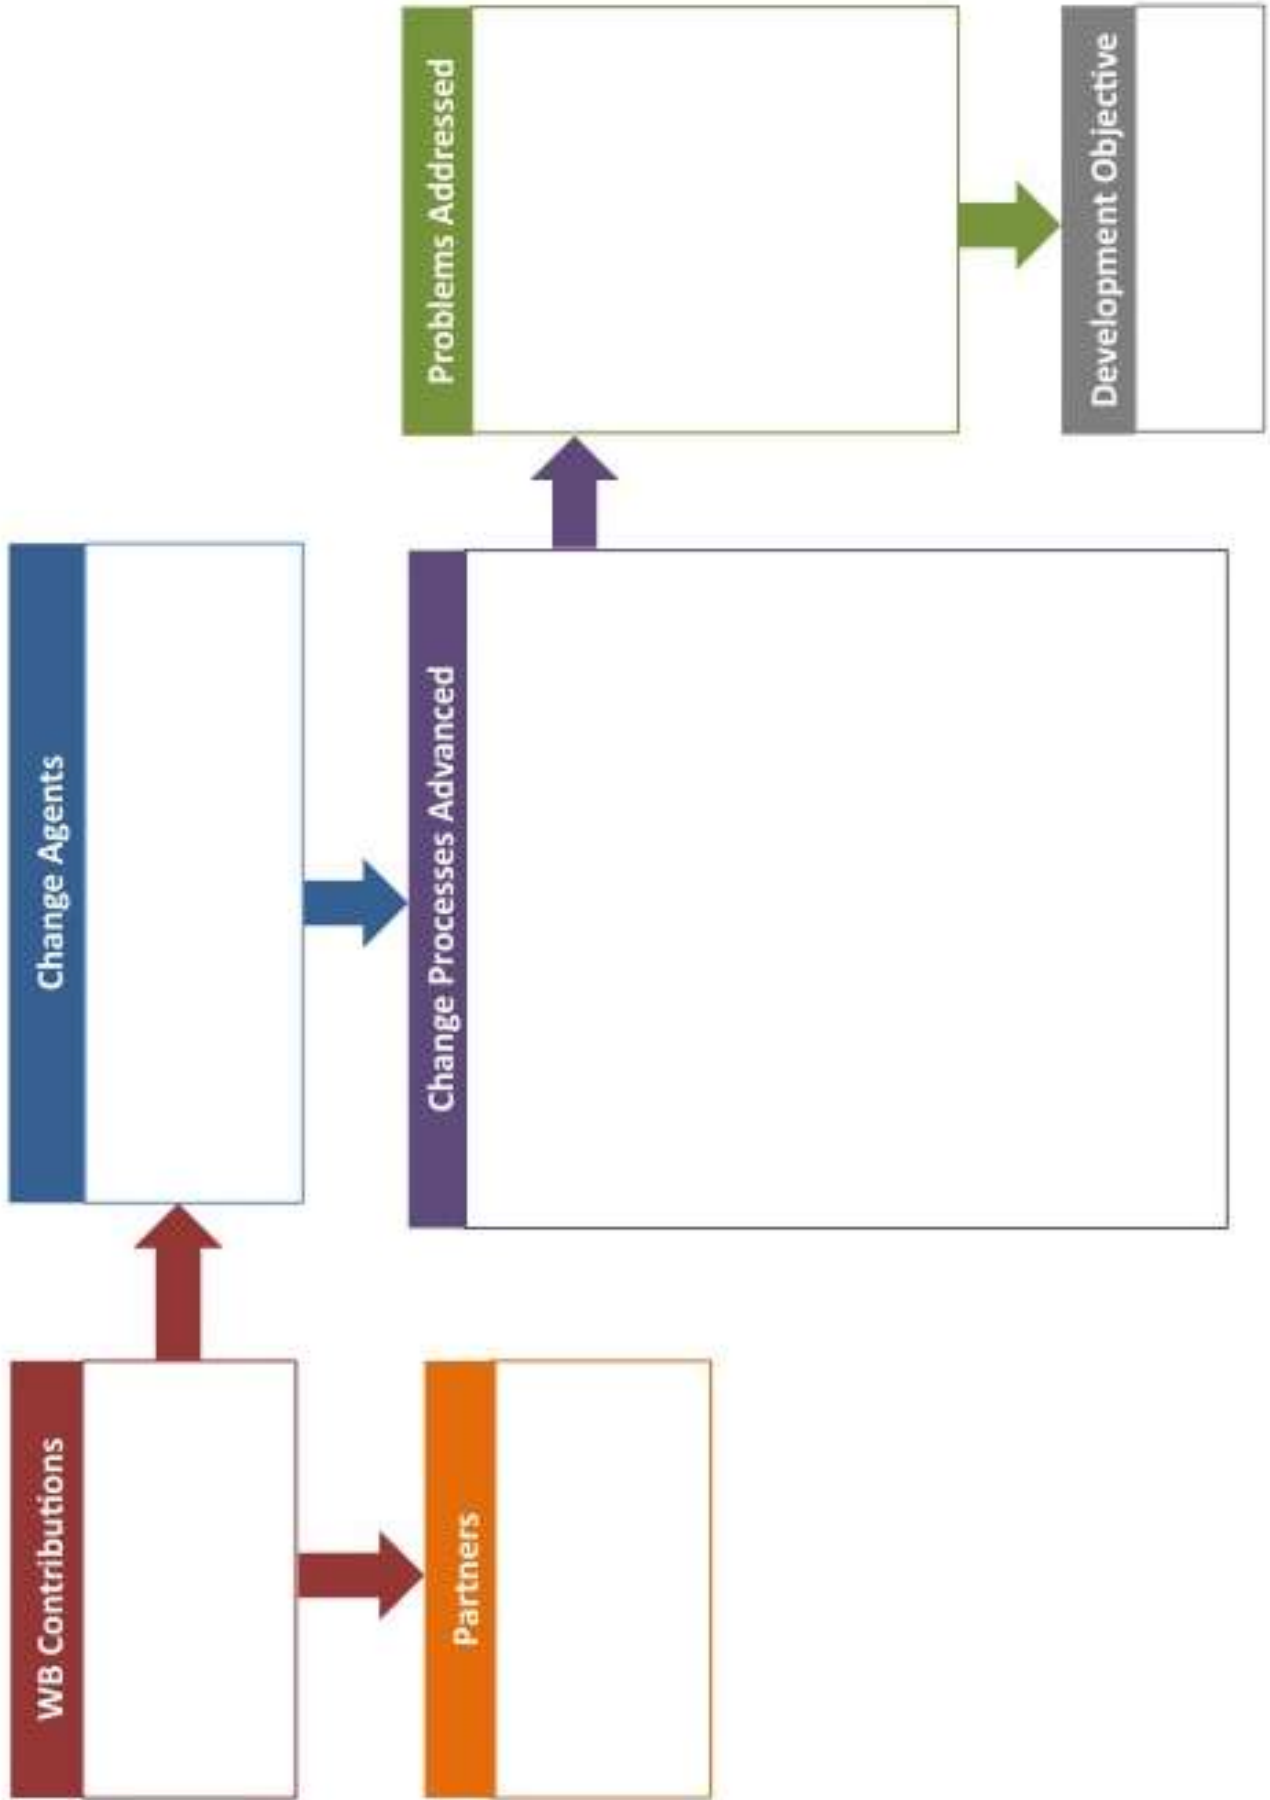 WB Contributions
Change Agents
Partners
Change Processes Advanced
Problems Addressed
Development Objective